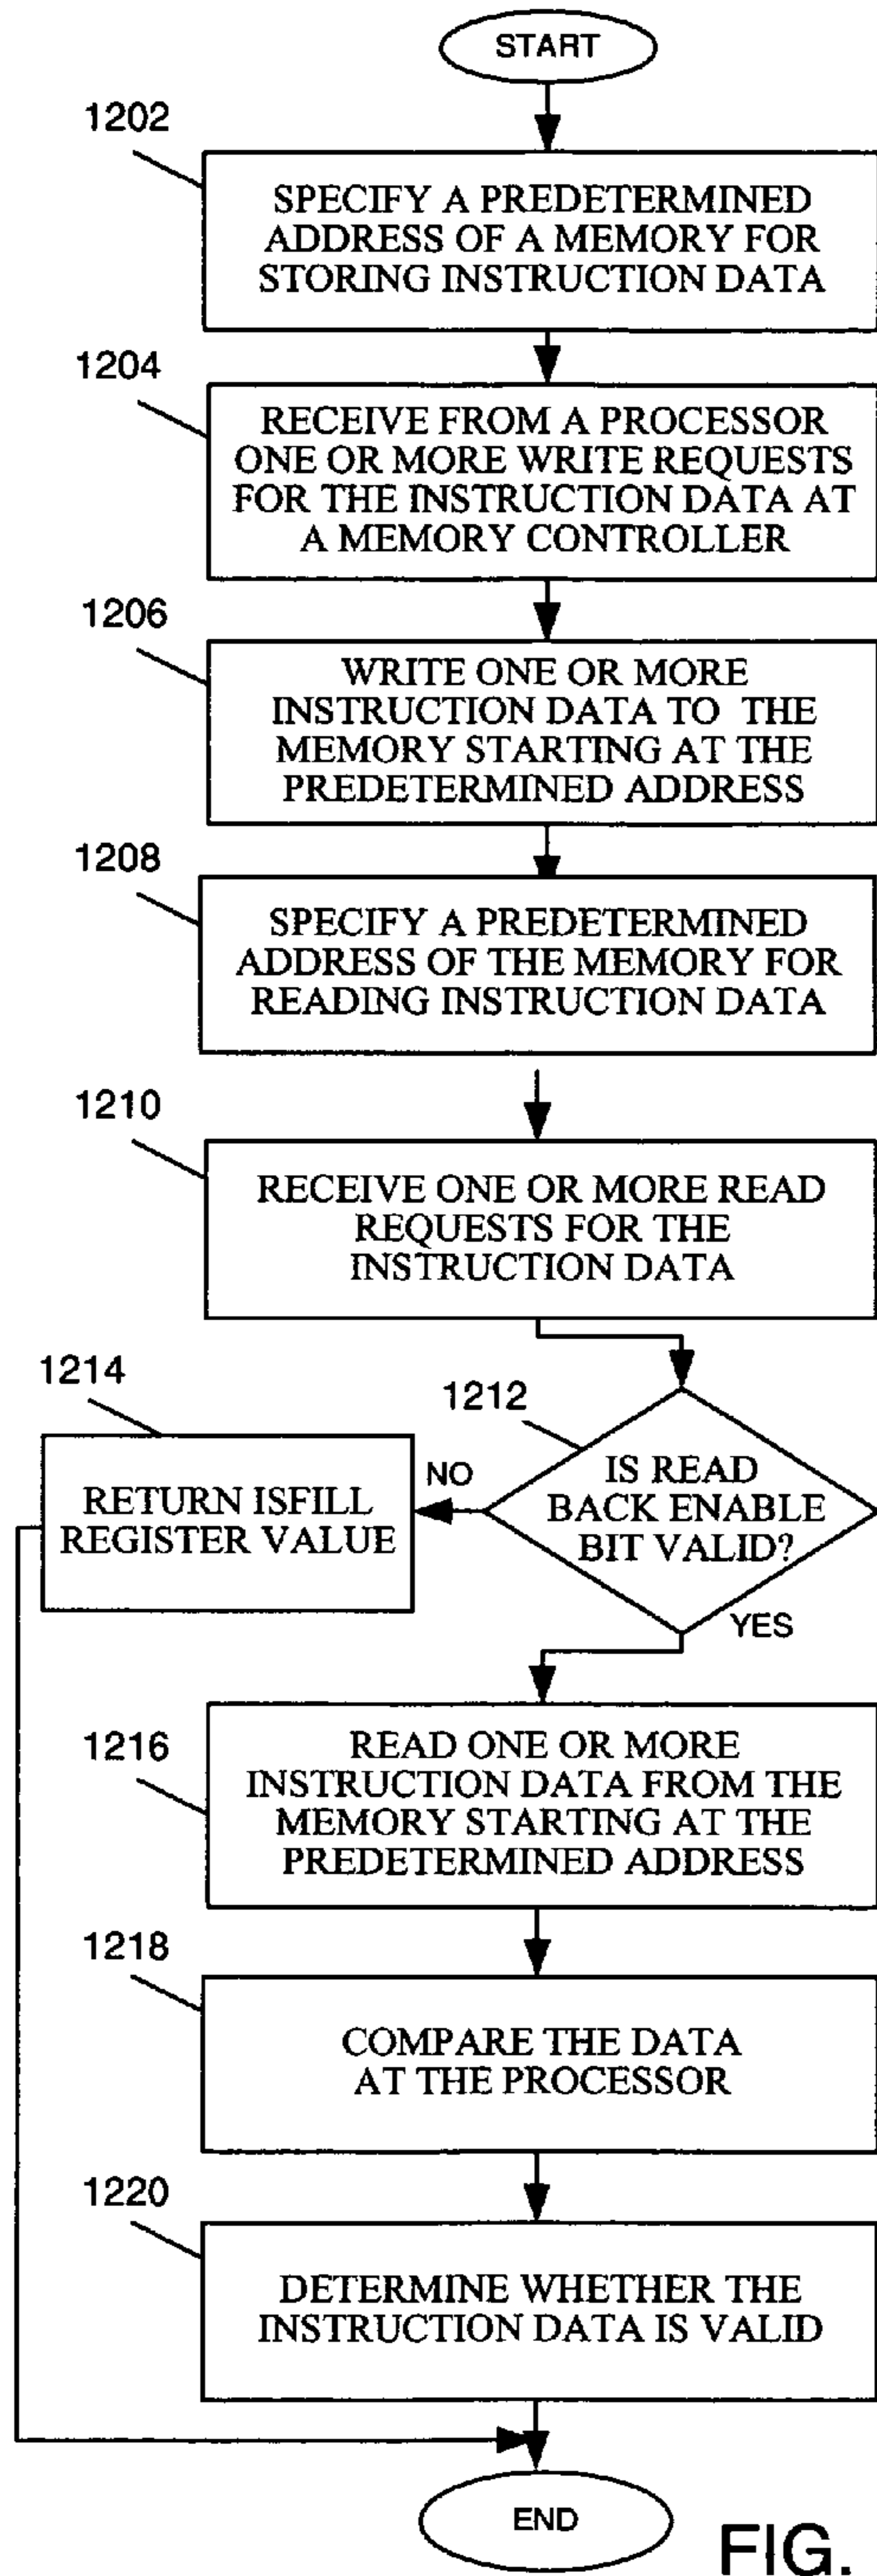 START
1202
SPECIFY A PREDETERMINED
ADDRESS OF A MEMORY FOR
STORING INSTRUCTION DATA
1204
RECEIVE FROM A PROCESSOR
ONE OR MORE WRITE REQUESTS
FOR THE INSTRUCTION DATA AT
A MEMORY CONTROLLER
1206
WRITE ONE OR MORE
INSTRUCTION DATA TO THE
MEMORY STARTING AT THE
PREDETERMINED ADDRESS
1208
SPECIFY A PREDETERMINED
ADDRESS OF THE MEMORY FOR
READING INSTRUCTION DATA
1210
RECEIVE ONE OR MORE READ
REQUESTS FOR THE
INSTRUCTION DATA
1212
IS READ
BACK ENABLE
BIT VALID?
NO
YES
1214
RETURN ISFILL
REGISTER VALUE
1216
READ ONE OR MORE
INSTRUCTION DATA FROM THE
MEMORY STARTING AT THE
PREDETERMINED ADDRESS
1218
COMPARE THE DATA
AT THE PROCESSOR
1220
DETERMINE WHETHER THE
INSTRUCTION DATA IS VALID
END
FIG.